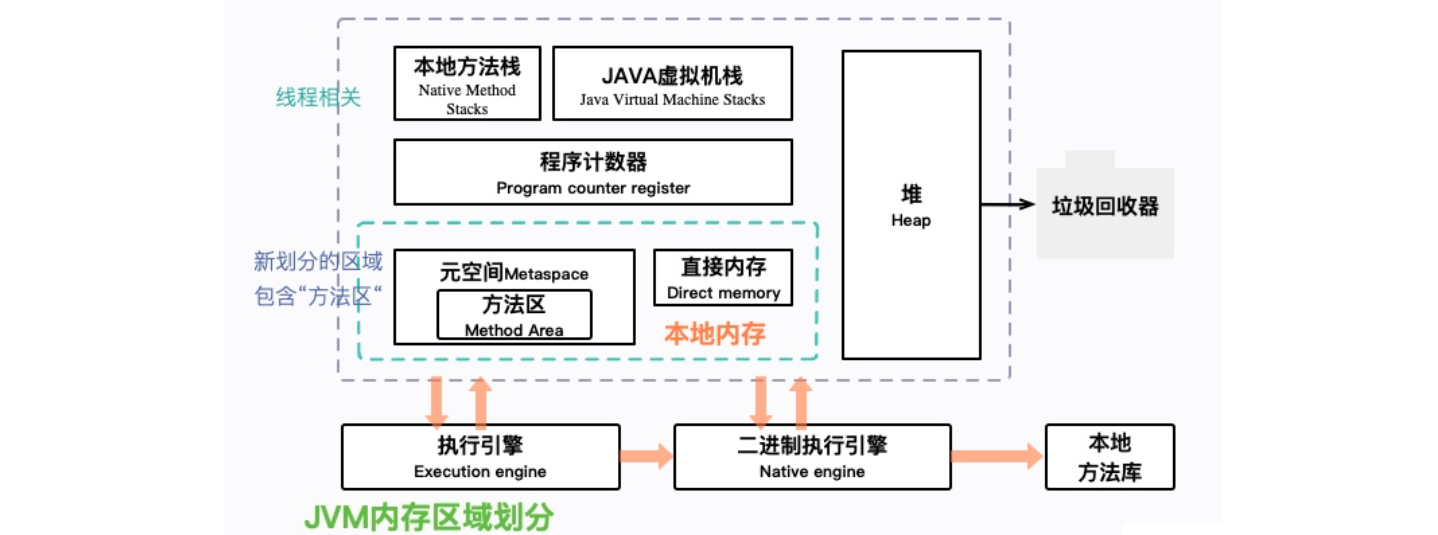 本地方法栈
Native Method
Stacks
JAVA虚拟机栈
Java Virtual Machine Stacks
线程相关
程序计数器
Program counter register
堆
Heap
垃圾回收器
新划分的区域
包含“方法区“
元空间Metaspace
方法区
Method Area
直接内存
Direct memory
本地内存
执行引擎
Execution engine
二进制执行引擎
Native engine
本地
方法库
JVM内存区域划分